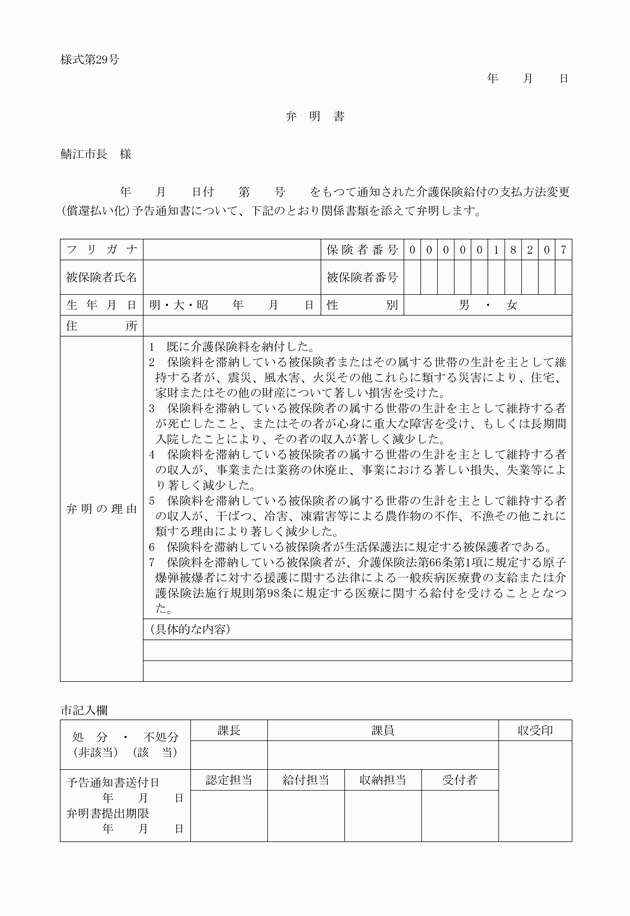 様式第29号
年　　月　　日
弁　明　書
鯖江市長　様
年　　月　　日付　　第　　号　　をもつて通知された介護保険給付の支払方法変更
(償還払い化)予告通知書について、下記のとおり関係書類を添えて弁明します。
フリガナ　保険者番号　0 0 0 0 0 1 8 2 0 7
被保険者氏名　被保険者番号
生年月日　明・大・昭　　年　　月　　日　性　別　男　・　女
住　所
弁明の理由
1　既に介護保険料を納付した。
2　保険料を滞納している被保険者またはその属する世帯の生計を主として維
持する者が、震災、風水害、火災その他これらに類する災害により、住宅、
家財またはその他の財産について著しい損害を受けた。
3　保険料を滞納している被保険者の属する世帯の生計を主として維持する者
が死亡したこと、またはその者が心身に重大な障害を受け、もしくは長期間
入院したことにより、その者の収入が著しく減少した。
4　保険料を滞納している被保険者の属する世帯の生計を主として維持する者
の収入が、事業または業務の休廃止、事業における著しい損失、失業等によ
り著しく減少した。
5　保険料を滞納している被保険者の属する世帯の生計を主として維持する者
の収入が、干ばつ、冷害、凍霜害等による農作物の不作、不漁その他これに
類する理由により著しく減少した。
6　保険料を滞納している被保険者が生活保護法に規定する被保護者である。
7　保険料を滞納している被保険者が、介護保険法第66条第1項に規定する原子
爆弾被爆者に対する援護に関する法律による一般疾病医療費の支給または介
護保険法施行規則第98条に規定する医療に関する給付を受けることとなつ
た。
(具体的な内容)
市記入欄
処　分　・　不処分　課長　課員　収受印
(非該当)　(該　当)
予告通知書送付日　認定担当　給付担当　収納担当　受付者
年　　月　　日
弁明書提出期限
年　　月　　日